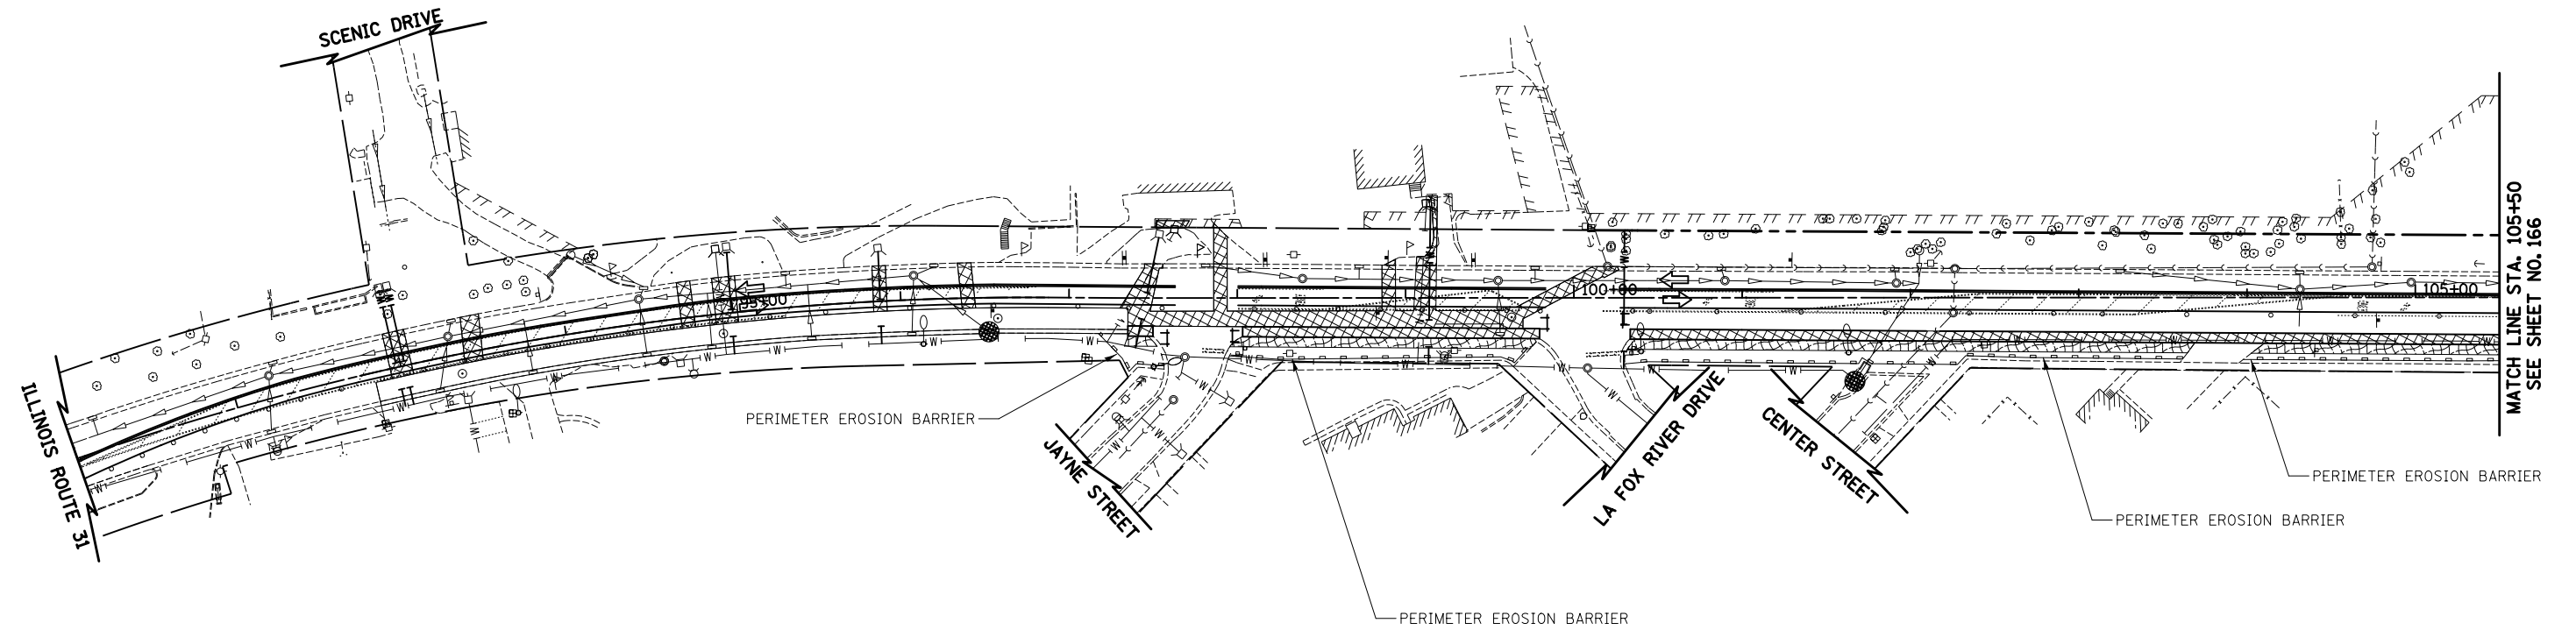 SCENIC DRIVE
95+00
100+00
105+00
MATCH LINE STA. 105+50
SEE SHEET NO. 166
ILLINOIS ROUTE 31
PERIMETER EROSION BARRIER
JAYNE STREET
LA FOX RIVER DRIVE
CENTER STREET
PERIMETER EROSION BARRIER
PERIMETER EROSION BARRIER
PERIMETER EROSION BARRIER